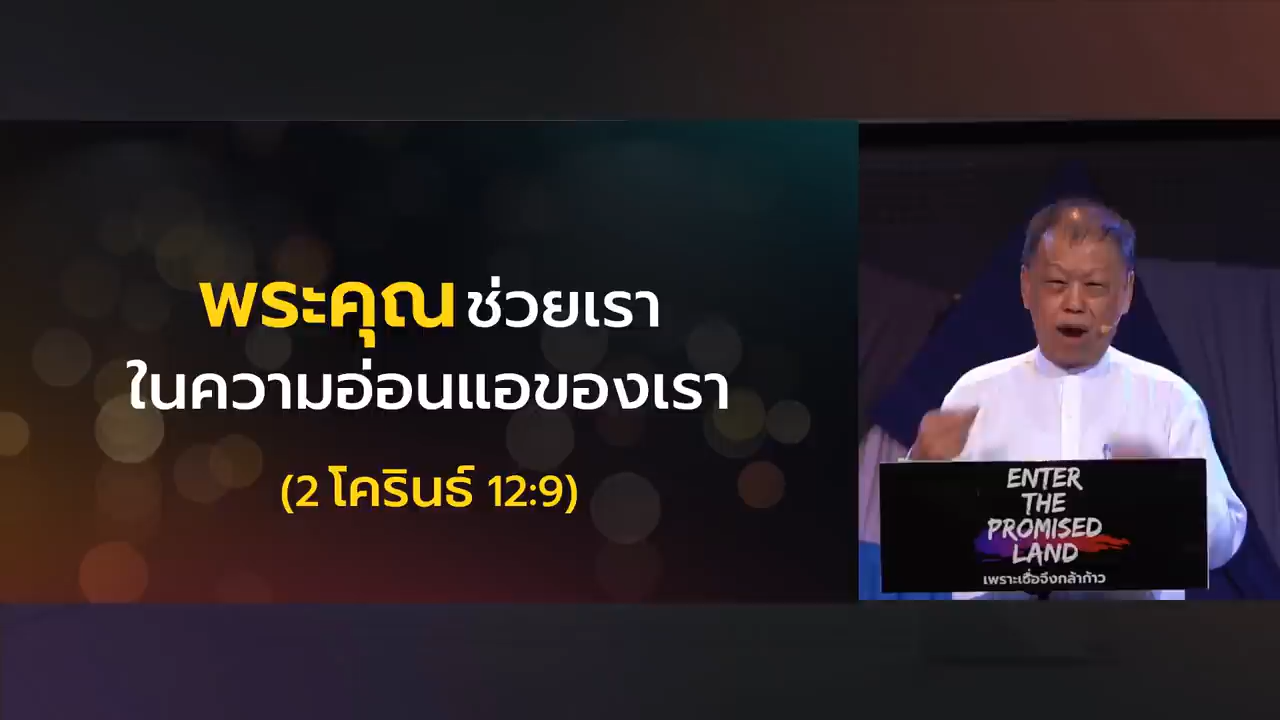 พระคุณช่วยเรา
ในความอ่อนแอของเรา
(2 โครินธ์ 12:9)
ENTER
THE
PROMISED
LAND
เพราะเชื่อจึงกล้าก้าว